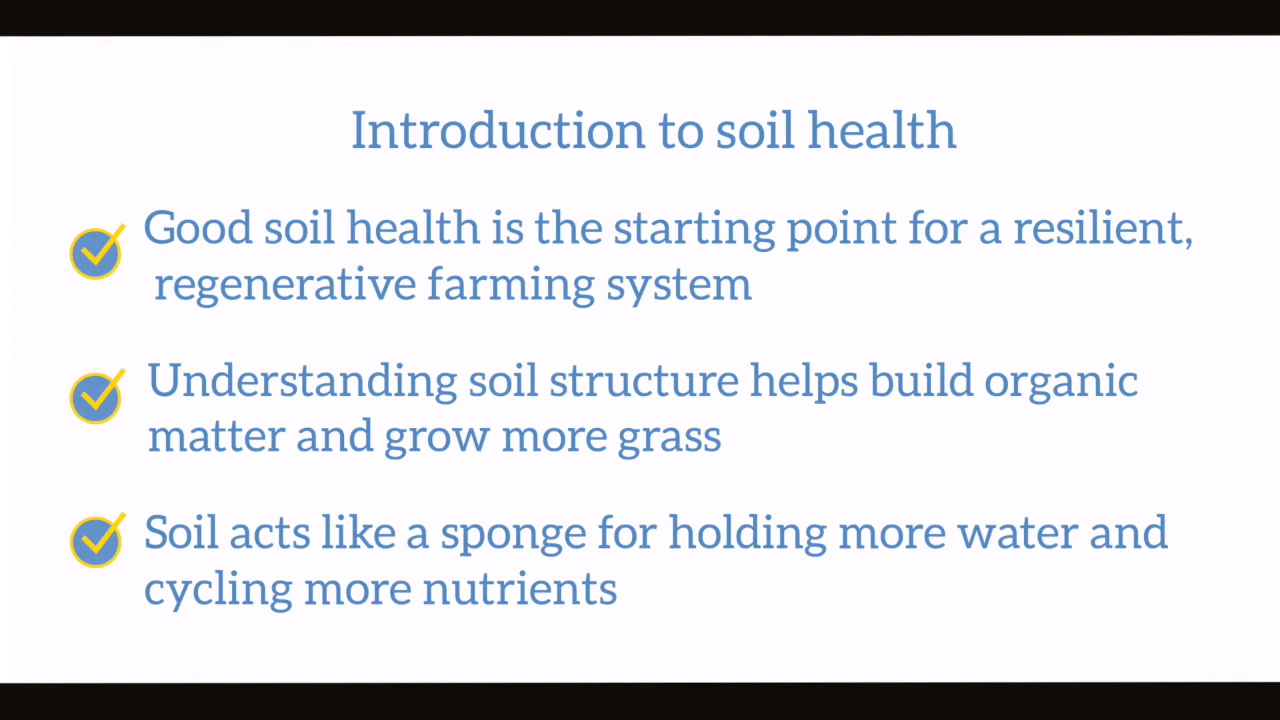 Introduction to soil health
Good soil health is the starting point for a resilient,
regenerative farming system
Understanding soil structure helps build organic
matter and grow more grass
Soil acts like a sponge for holding more water and
cycling more nutrients